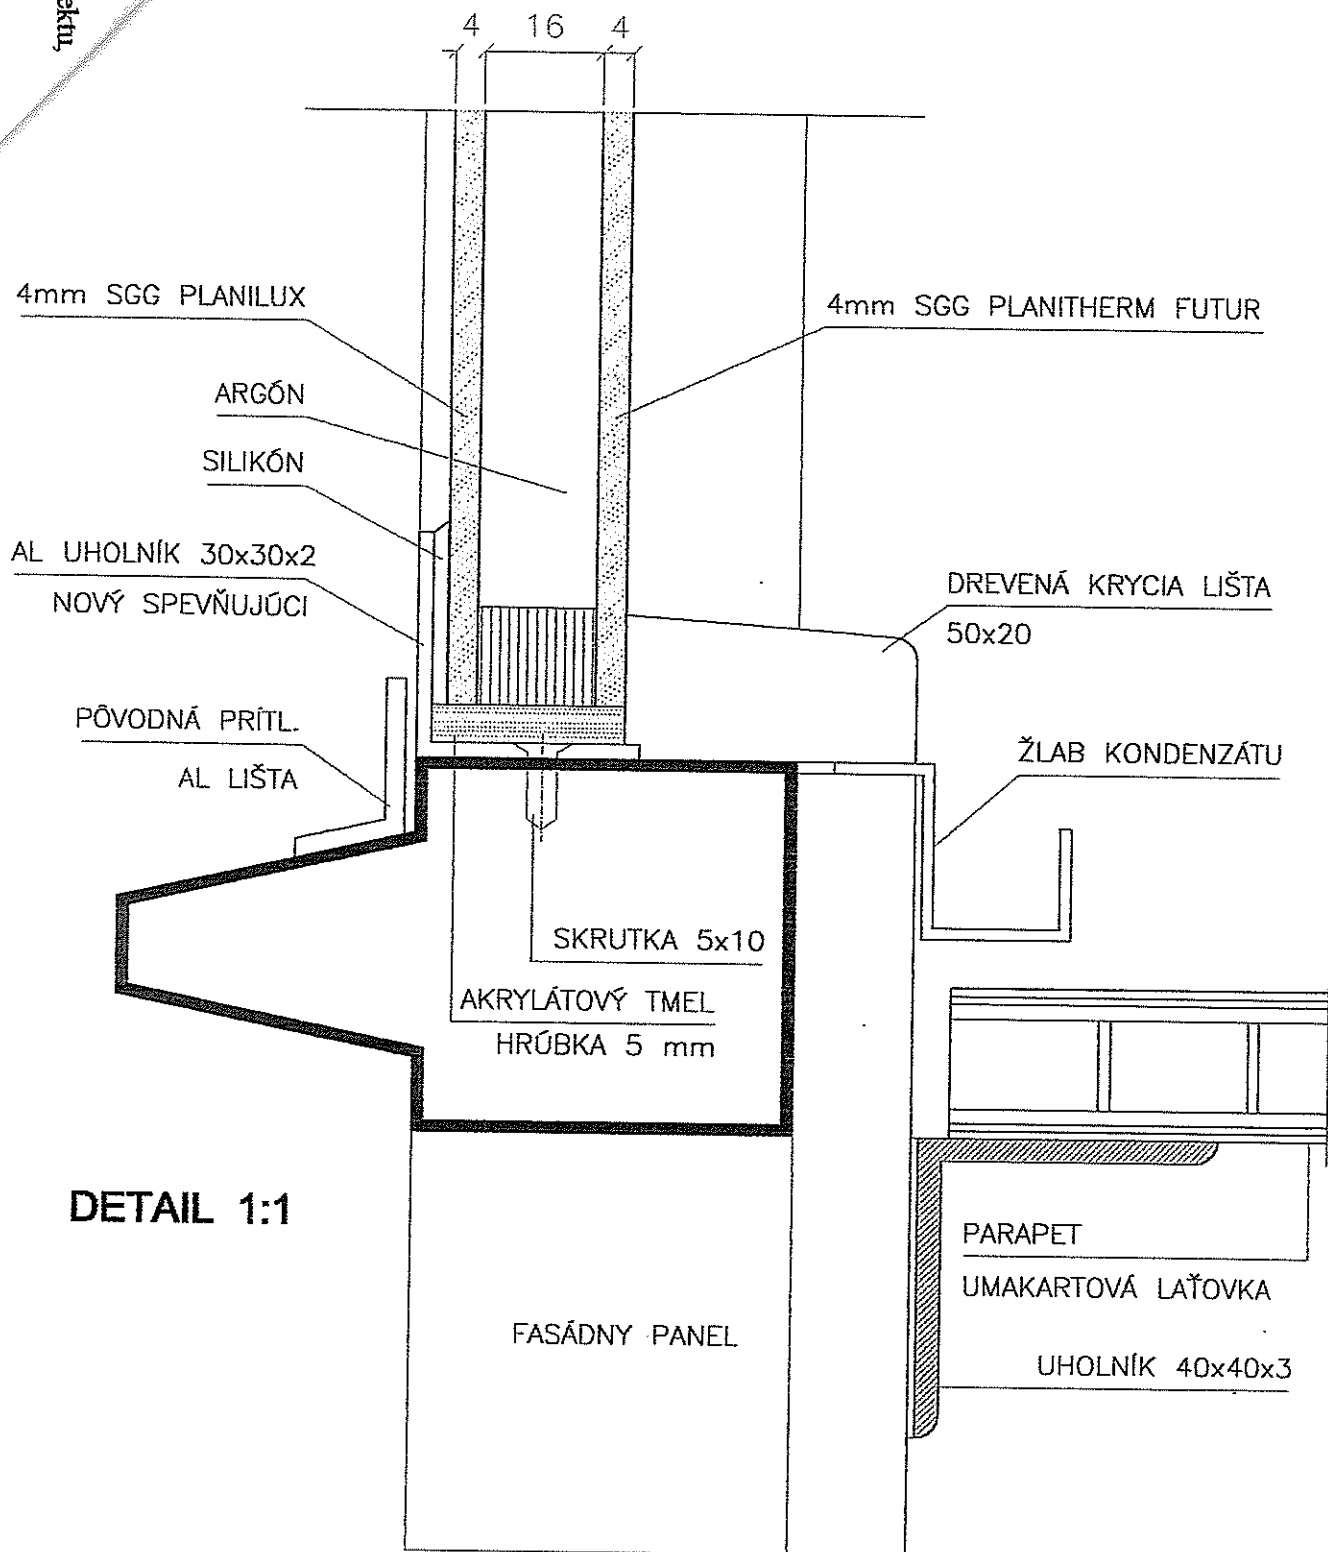 ektu,
4 16 4
4mm SGG PLANILUX
4mm SGG PLANITHERM FUTUR
ARGÓN
SILIKÓN
AL UHOLNÍK 30x30x2
NOVÝ SPEVŇUJÚCI
DREVENÁ KRYCIA LIŠTA
50x20
PÔVODNÁ PRÍTL.
AL LIŠTA
ŽLAB KONDENZÁTU
SKRUTKA 5x10
AKRYLÁTOVÝ TMEL
HRÚBKA 5 mm
DETAIL 1:1
PARAPET
UMAKARTOVÁ LAŤOVKA
FASÁDNY PANEL
UHOLNÍK 40x40x3